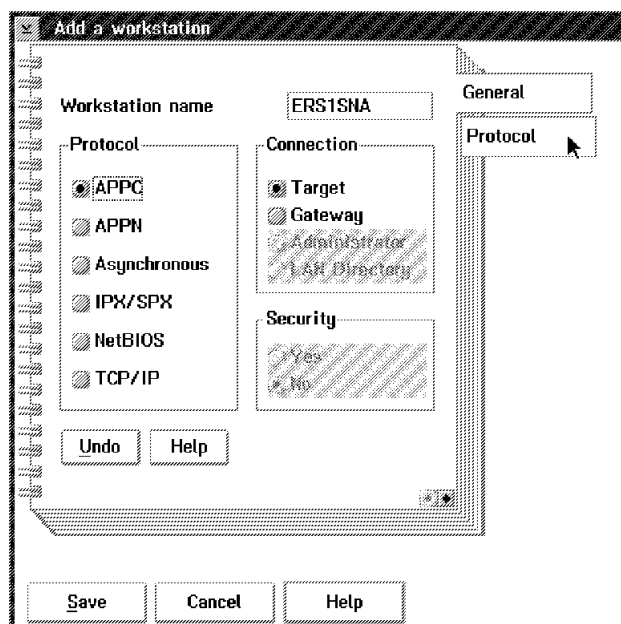 Add a workstation
General
Workstation name ERS1SNA
Protocol
Protocol
Connection
APPC
Target
Gateway
APPN
Administrator
Asynchronous
LAN Directory
IPX/SPX
Security
NetBIOS
Yes
TCP/IP
No
Undo
Help
Save
Cancel
Help